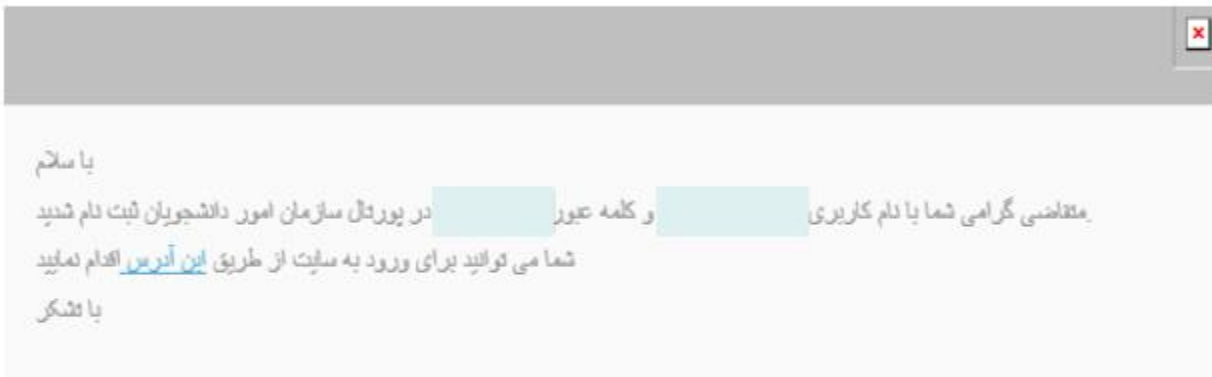 با سلام
متقاضی گرامی شما با نام کاربری و کلمه عبور در پورتال سازمان امور دانشجویان ثبت نام شدید.
شما می توانید برای ورود به سایت از طریق این آدرس اقدام نمایید
با تشکر